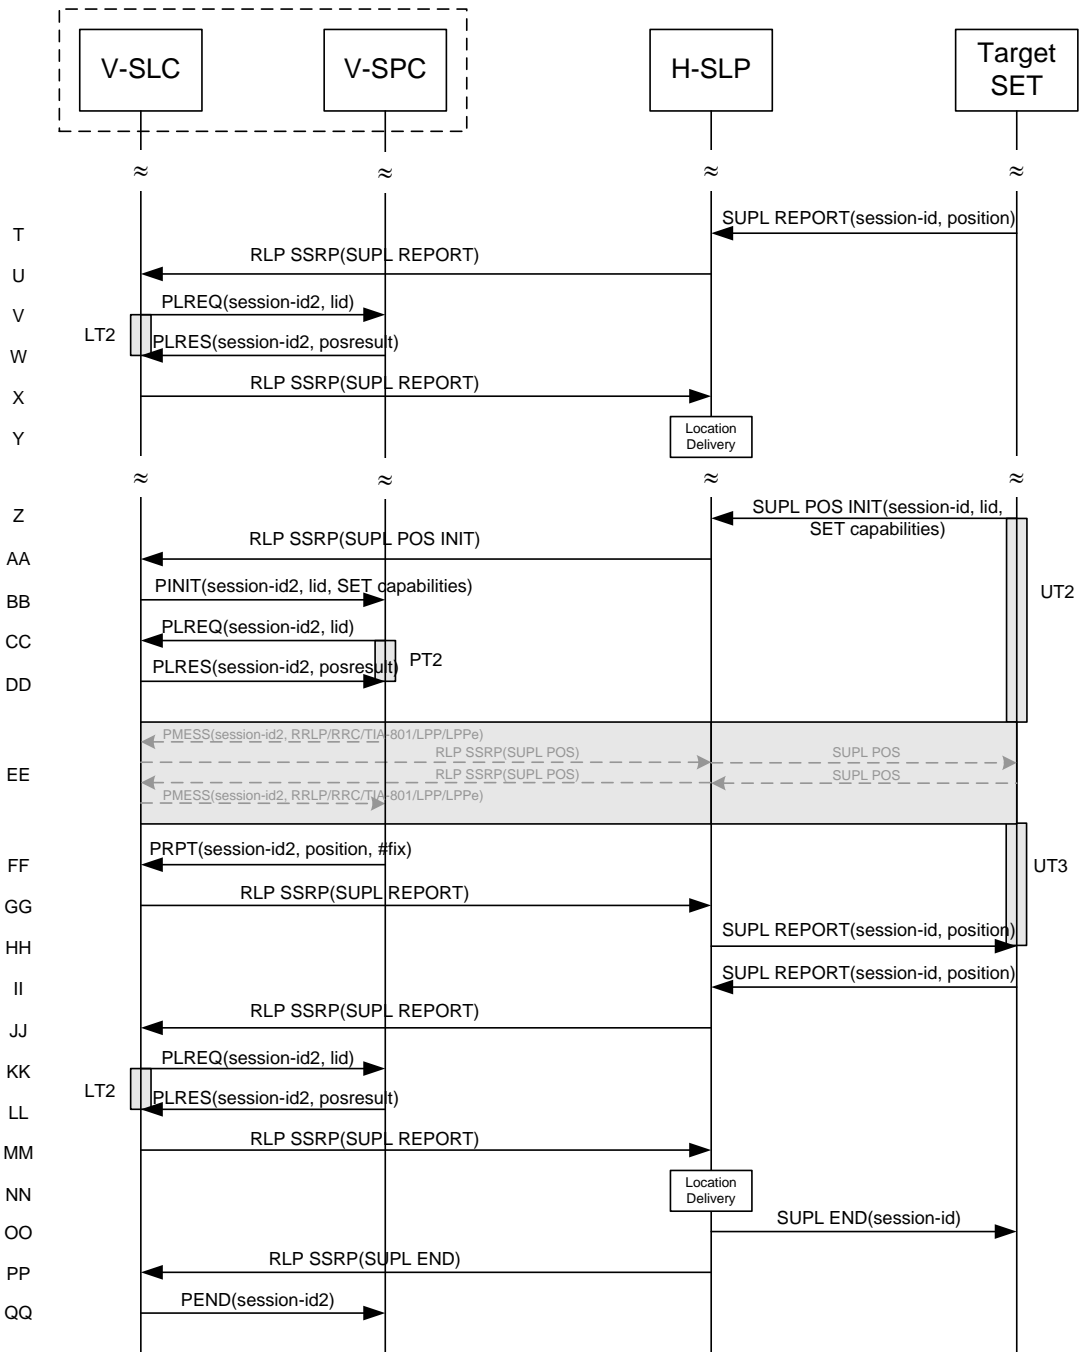 V-SLC
V-SPC
H-SLP
Target
SET
≈ ≈ ≈ ≈
T
SUPL REPORT(session-id, position)
U
RLP SSRP(SUPL REPORT)
V
PLREQ(session-id2, lid)
LT2
W
PLRES(session-id2, posresult)
X
RLP SSRP(SUPL REPORT)
Y
Location
Delivery
≈ ≈ ≈ ≈
Z
SUPL POS INIT(session-id, lid,
SET capabilities)
AA
RLP SSRP(SUPL POS INIT)
BB
PINIT(session-id2, lid, SET capabilities)
UT2
CC
PLREQ(session-id2, lid)
PT2
DD
PLRES(session-id2, posresult)
PMESS(session-id2, RRLP/RRC/TIA-801/LPP/LPPe)
RLP SSRP(SUPL POS)
SUPL POS
EE
RLP SSRP(SUPL POS)
SUPL POS
PMESS(session-id2, RRLP/RRC/TIA-801/LPP/LPPe)
FF
PRPT(session-id2, position, #fix)
UT3
GG
RLP SSRP(SUPL REPORT)
HH
SUPL REPORT(session-id, position)
II
SUPL REPORT(session-id, position)
JJ
RLP SSRP(SUPL REPORT)
KK
PLREQ(session-id2, lid)
LT2
LL
PLRES(session-id2, posresult)
MM
RLP SSRP(SUPL REPORT)
NN
Location
Delivery
OO
SUPL END(session-id)
PP
RLP SSRP(SUPL END)
QQ
PEND(session-id2)